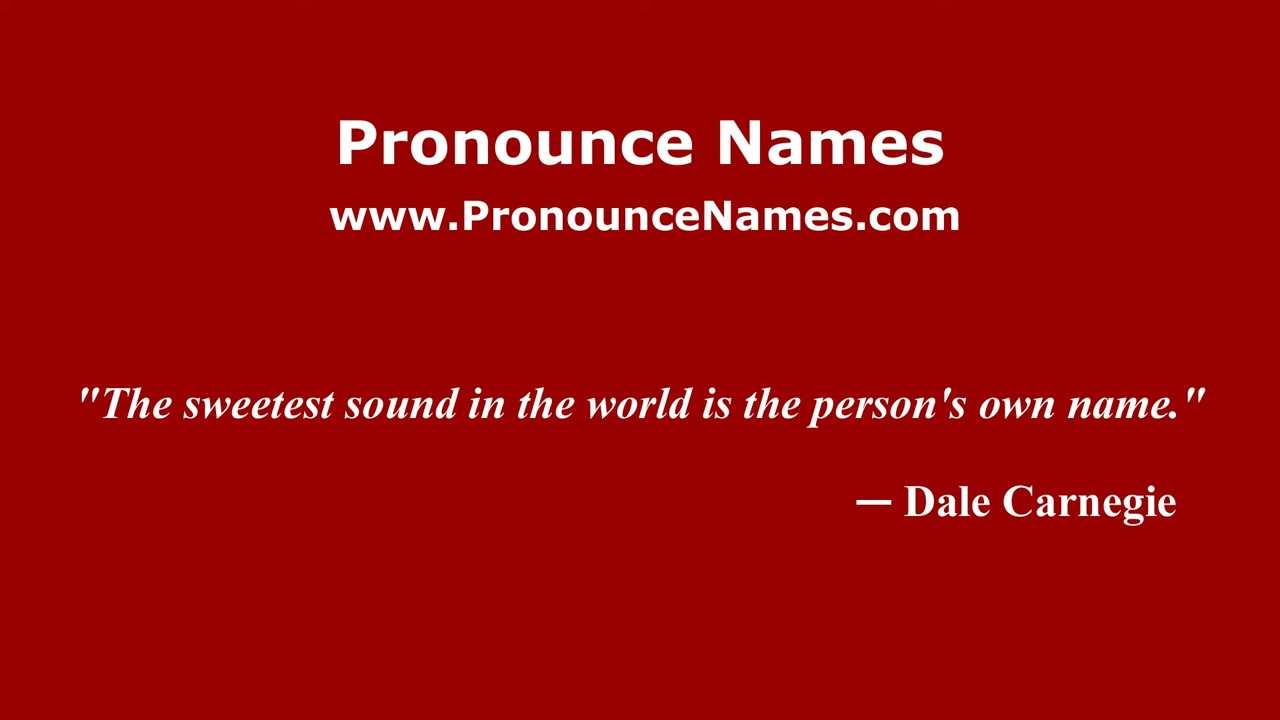 Pronounce Names
www.PronounceNames.com
"The sweetest sound in the world is the person's own name."
— Dale Carnegie